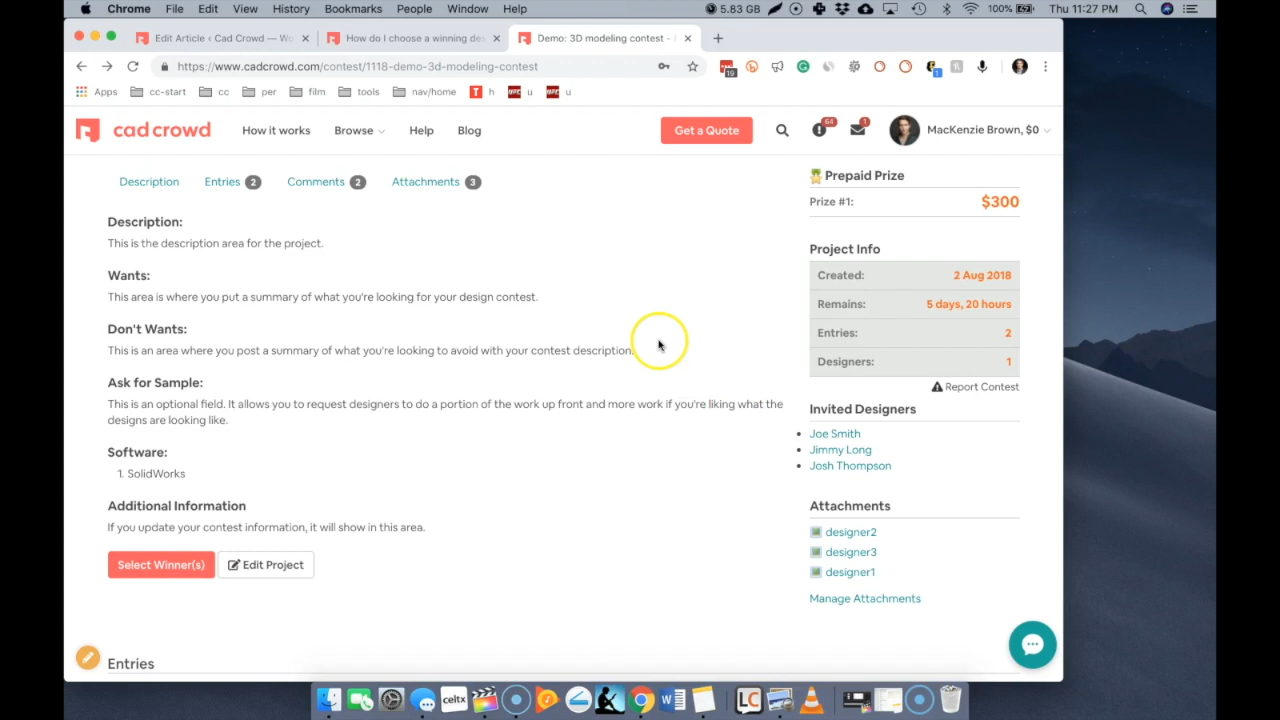 Chrome File Edit View History Bookmarks People Window Help 5.83 GB 100% Thu 11:27 PM
Edit Article ‹ Cad Crowd — Wo
How do I choose a winning des
Demo: 3D modeling contest -
https://www.cadcrowd.com/contest/1118-demo-3d-modeling-contest
19
1
Apps cc-start cc per film tools nav/home T h UFC u UFC u
cad crowd How it works Browse Help Blog Get a Quote 64 1 MacKenzie Brown, $0
Description Entries 2 Comments 2 Attachments 3
Description:
This is the description area for the project.
Wants:
This area is where you put a summary of what you're looking for your design contest.
Don't Wants:
This is an area where you post a summary of what you're looking to avoid with your contest description.
Ask for Sample:
This is an optional field. It allows you to request designers to do a portion of the work up front and more work if you're liking what the
designs are looking like.
Software:
1. SolidWorks
Additional Information
If you update your contest information, it will show in this area.
Select Winner(s) Edit Project
Entries
Prepaid Prize
Prize #1: $300
Project Info
Created: 2 Aug 2018
Remains: 5 days, 20 hours
Entries: 2
Designers: 1
Report Contest
Invited Designers
Joe Smith
Jimmy Long
Josh Thompson
Attachments
designer2
designer3
designer1
Manage Attachments
celtx W LC